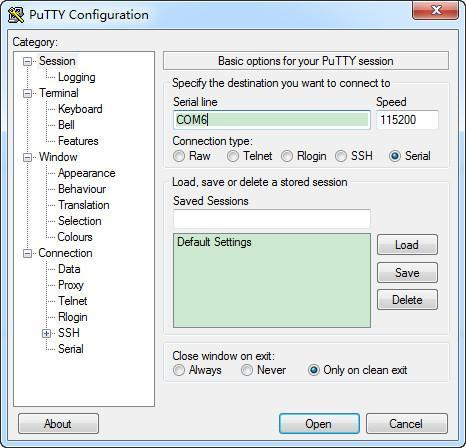 PuTTY Configuration
Category:
Session
Logging
Terminal
Keyboard
Bell
Features
Window
Appearance
Behaviour
Translation
Selection
Colours
Connection
Data
Proxy
Telnet
Rlogin
SSH
Serial
Basic options for your PuTTY session
Specify the destination you want to connect to
Serial line Speed
COM6 115200
Connection type:
Raw Telnet Rlogin SSH Serial
Load, save or delete a stored session
Saved Sessions
Default Settings
Load
Save
Delete
Close window on exit:
Always Never Only on clean exit
About Open Cancel